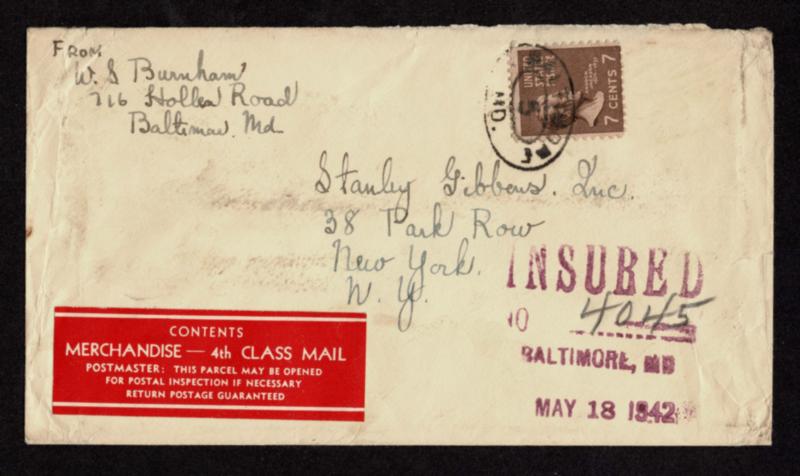 From
W. S Burnham
716 Hollen Road
Baltimore, Md
UNITED STATES
7 CENTS 7
MD.
Stanley Gibbons. Inc.
38 Park Row
New York.
N. Y.
INSURED
NO 4045
BALTIMORE, MD
MAY 18 1942
CONTENTS
MERCHANDISE — 4th CLASS MAIL
POSTMASTER: THIS PARCEL MAY BE OPENED
FOR POSTAL INSPECTION IF NECESSARY
RETURN POSTAGE GUARANTEED